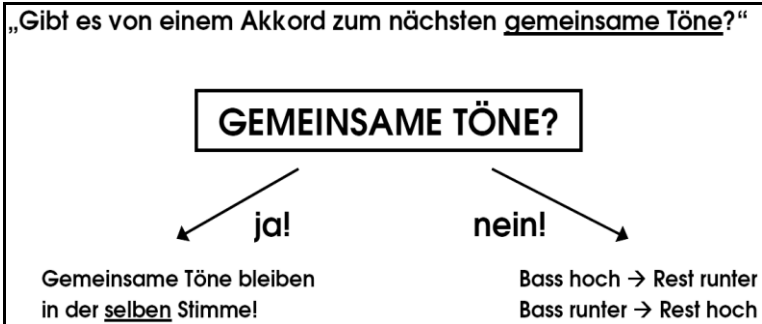 „Gibt es von einem Akkord zum nächsten gemeinsame Töne?“
GEMEINSAME TÖNE?
ja!
nein!
Gemeinsame Töne bleiben
in der selben Stimme!
Bass hoch → Rest runter
Bass runter → Rest hoch